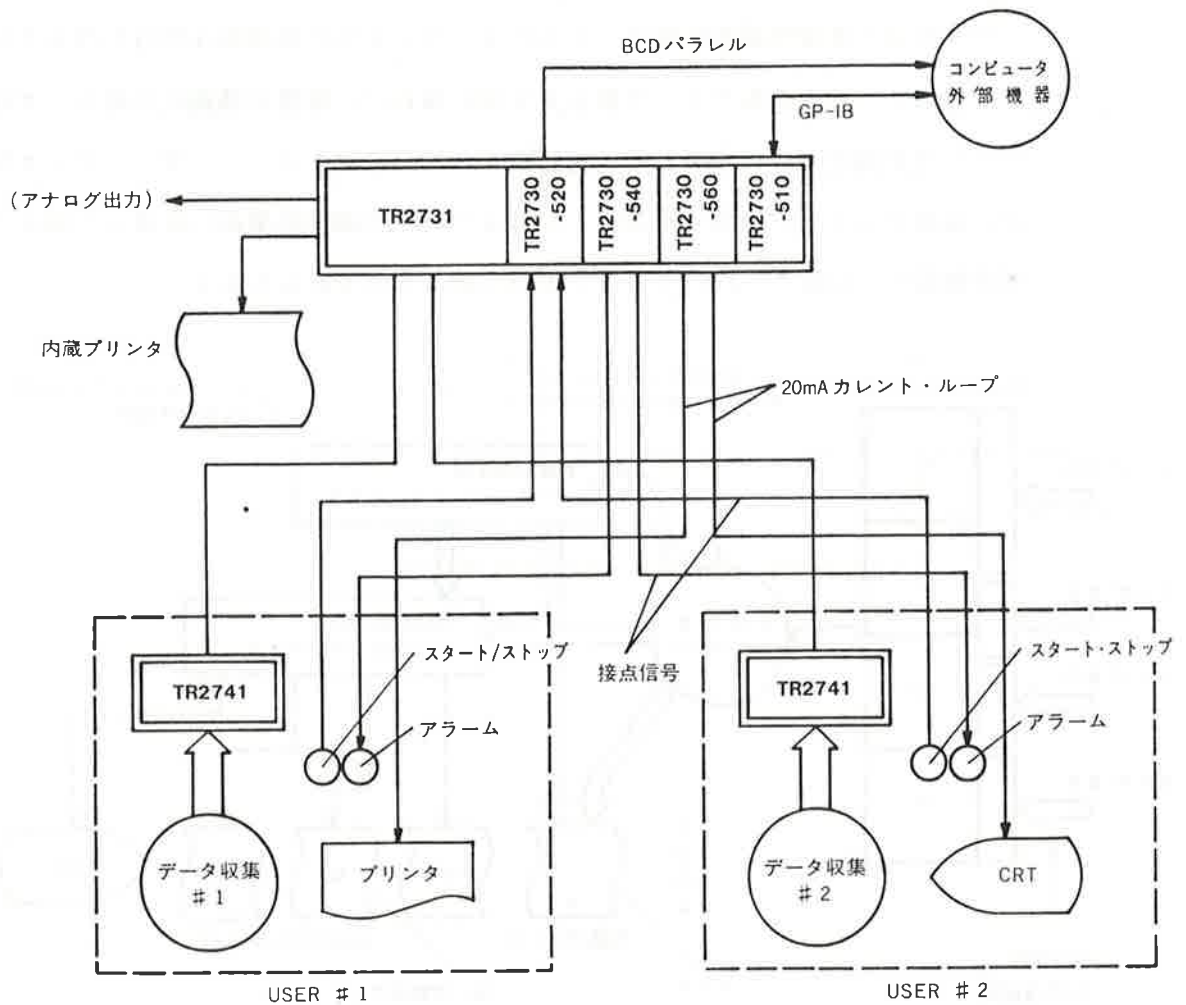 BCDパラレル
コンピュータ
外部機器
GP-IB
(アナログ出力)
TR2731
TR2730
-520
TR2730
-540
TR2730
-560
TR2730
-510
内蔵プリンタ
20mAカレント・ループ
接点信号
TR2741
スタート/ストップ
アラーム
データ収集
#1
プリンタ
USER #1
TR2741
スタート・ストップ
アラーム
データ収集
#2
CRT
USER #2